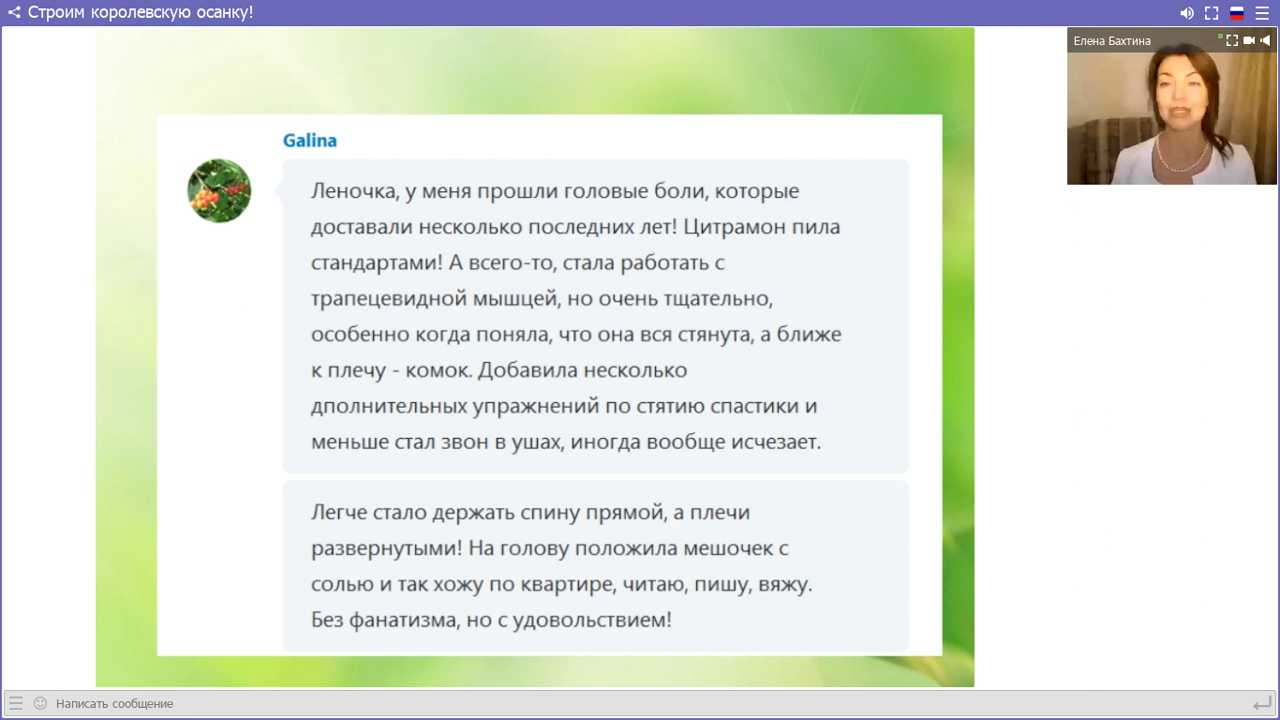 Строим королевскую осанку!
Елена Бахтина
Galina
Леночка, у меня прошли головые боли, которые
доставали несколько последних лет! Цитрамон пила
стандартами! А всего-то, стала работать с
трапецевидной мышцей, но очень тщательно,
особенно когда поняла, что она вся стянута, а ближе
к плечу - комок. Добавила несколько
дполнительных упражнений по стятию спастики и
меньше стал звон в ушах, иногда вообще исчезает.
Легче стало держать спину прямой, а плечи
развернутыми! На голову положила мешочек с
солью и так хожу по квартире, читаю, пишу, вяжу.
Без фанатизма, но с удовольствием!
Написать сообщение